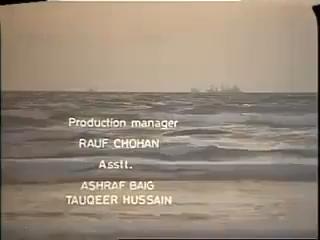 Production manager
RAUF CHOHAN
Asstt.
ASHRAF BAIG
TAUQEER HUSSAIN